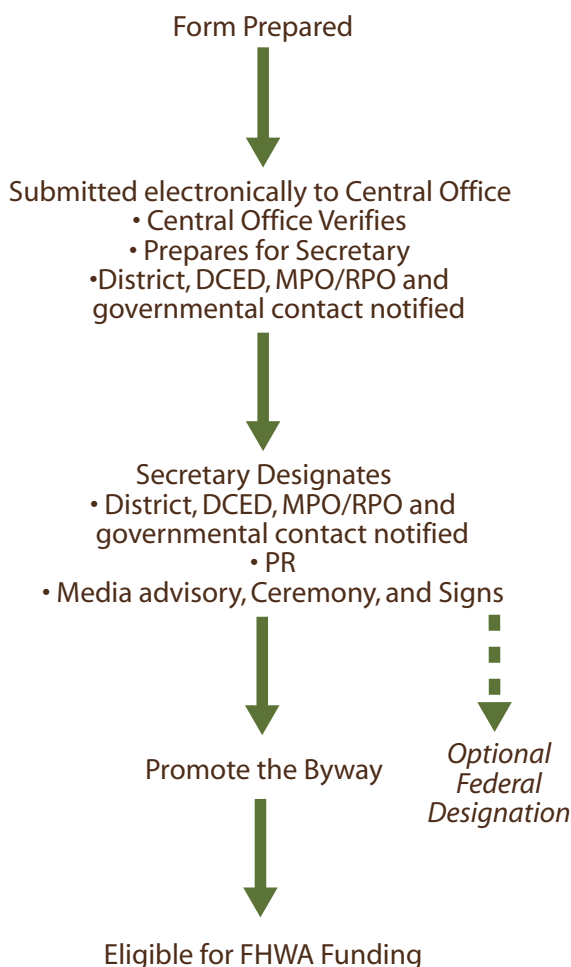 Form Prepared
Submitted electronically to Central Office
• Central Office Verifies
• Prepares for Secretary
•District, DCED, MPO/RPO and
governmental contact notified
Secretary Designates
• District, DCED, MPO/RPO and
governmental contact notified
• PR
• Media advisory, Ceremony, and Signs
Promote the Byway
Optional
Federal
Designation
Eligible for FHWA Funding